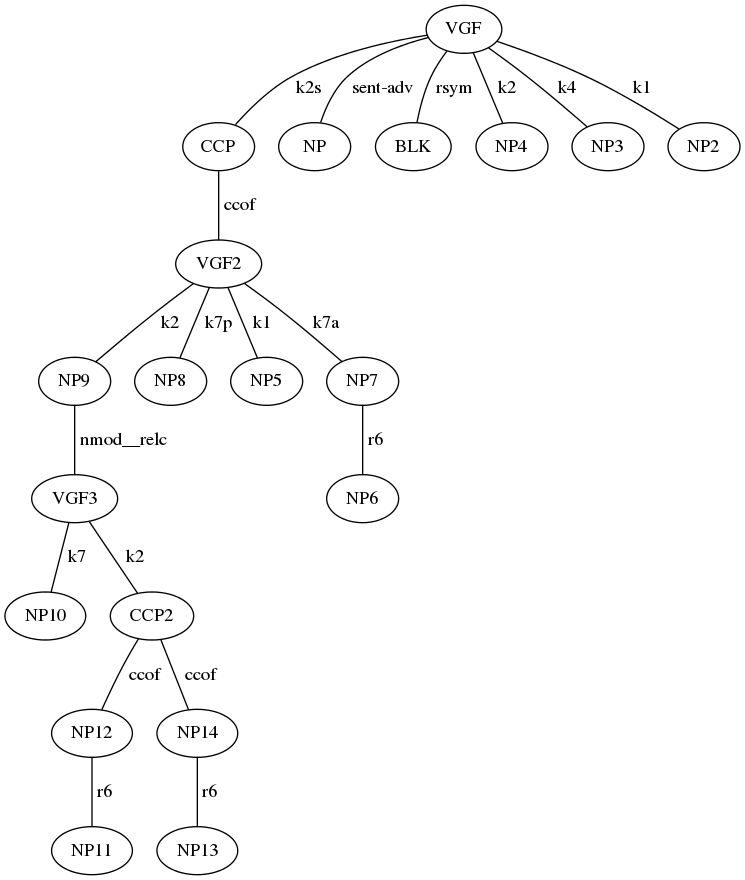 VGF
k2s sent-adv rsym k2 k4 k1
CCP NP BLK NP4 NP3 NP2
ccof
VGF2
k2 k7p k1 k7a
NP9 NP8 NP5 NP7
nmod__relc r6
VGF3 NP6
k7 k2
NP10 CCP2
ccof ccof
NP12 NP14
r6 r6
NP11 NP13